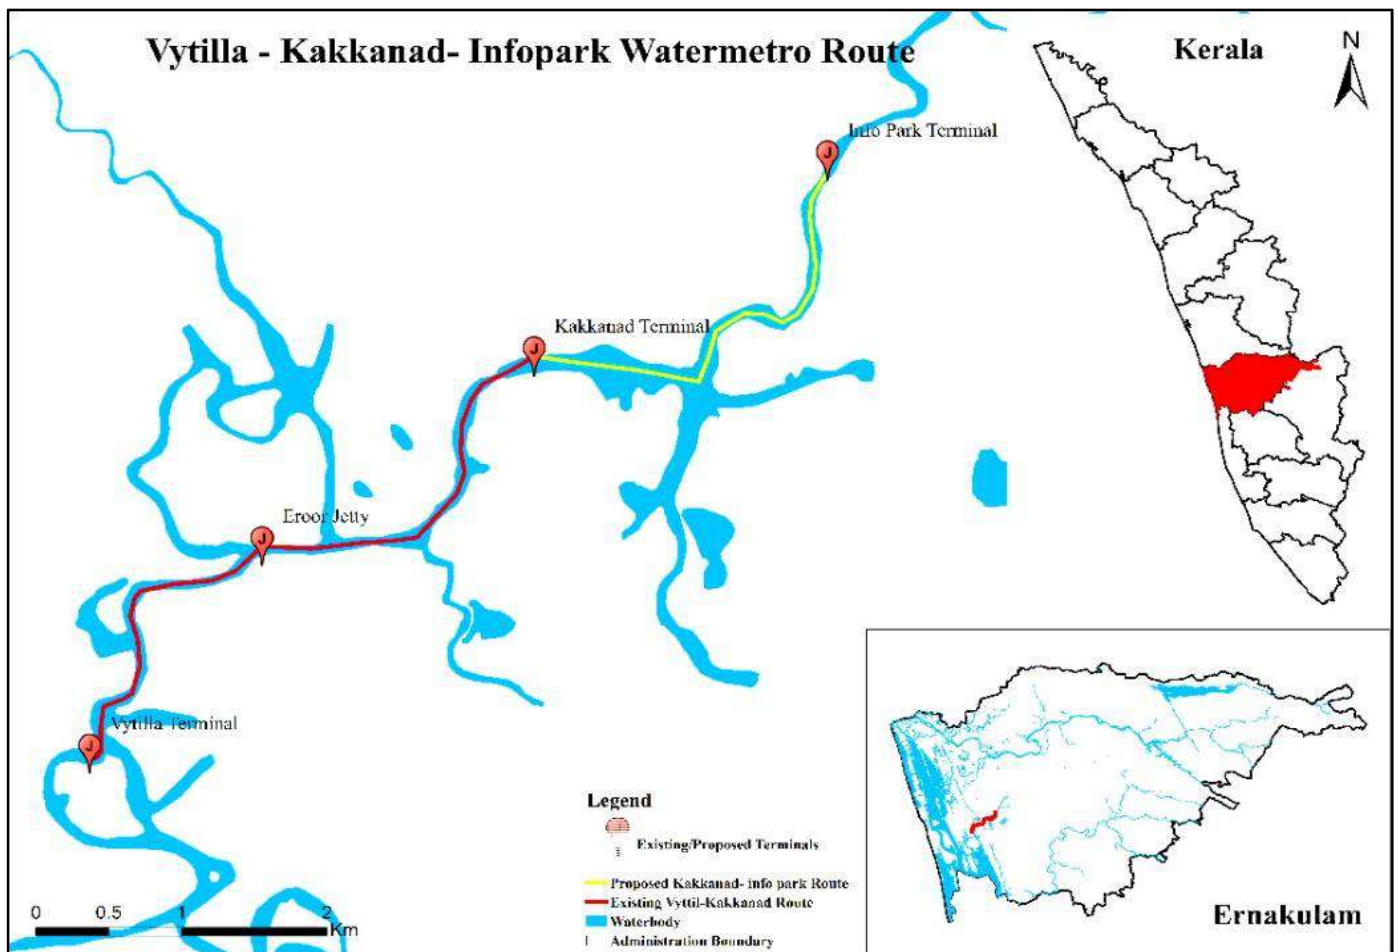 Vytilla - Kakkanad- Infopark Watermetro Route
Kerala
N
J
Info Park Terminal
J
Kakkanad Terminal
J
Eroor Jetty
J
Vytilla Terminal
Legend
Existing/Proposed Terminals
Proposed Kakkanad- info park Route
Existing Vyttil-Kakkanad Route
Waterbody
Administration Boundary
0 0.5 1 2
Km
Ernakulam